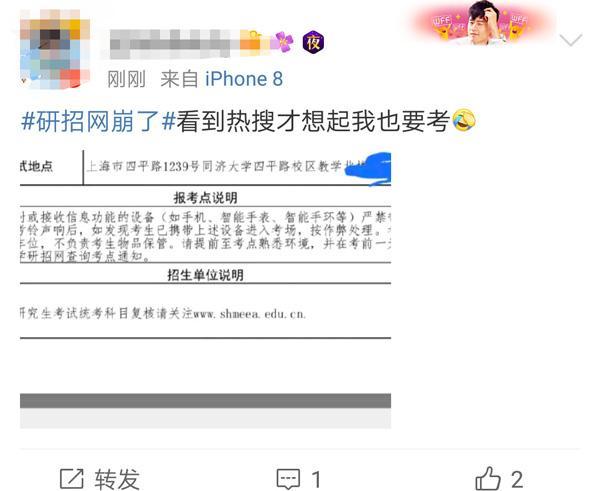 夜
WFF
WFF
刚刚 来自 iPhone 8
#研招网崩了#看到热搜才想起我也要考
试地点
上海市四平路1239号同济大学四平路校区教学
报考点说明
或接收信息功能的设备（如手机、智能手表、智能手环等）严禁
铃声响后，如发现考生已携带上述设备进入考场，按作弊处理。
位，不负责考生物品保管。请提前至考点熟悉环境，并在考前一
研招网查询考点通知。
招生单位说明
研究生考试统考科目复核请关注www.shmeea.edu.cn.
转发 1 2